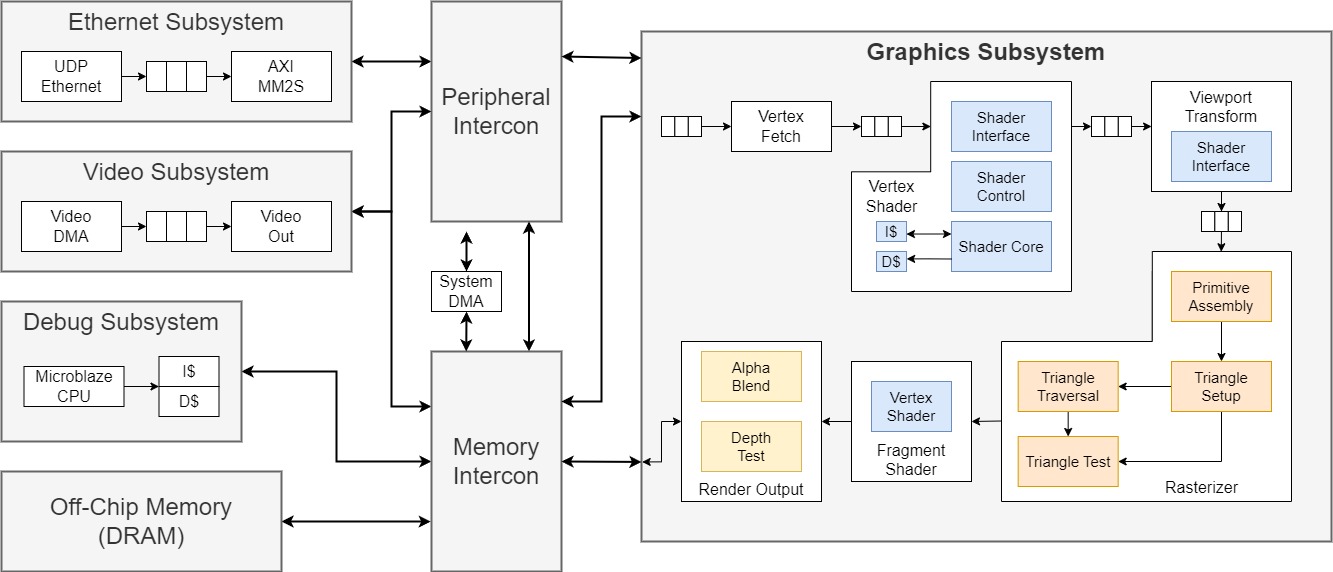 Ethernet Subsystem
UDP
Ethernet
AXI
MM2S
Video Subsystem
Video
DMA
Video
Out
Debug Subsystem
Microblaze
CPU
I$
D$
Off-Chip Memory
(DRAM)
Peripheral
Intercon
System
DMA
Memory
Intercon
Graphics Subsystem
Vertex
Fetch
Shader
Interface
Shader
Control
Vertex
Shader
I$
D$
Shader Core
Viewport
Transform
Shader
Interface
Primitive
Assembly
Triangle
Setup
Triangle
Traversal
Triangle Test
Rasterizer
Vertex
Shader
Fragment
Shader
Alpha
Blend
Depth
Test
Render Output